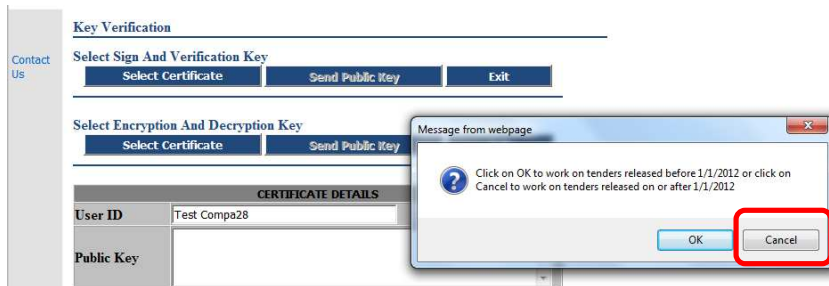 Key Verification
Contact Us
Select Sign And Verification Key
Select Certificate Send Public Key Exit
Select Encryption And Decryption Key
Select Certificate Send Public Key
Message from webpage
Click on OK to work on tenders released before 1/1/2012 or click on
Cancel to work on tenders released on or after 1/1/2012
OK Cancel
CERTIFICATE DETAILS
User ID Test Compa28
Public Key